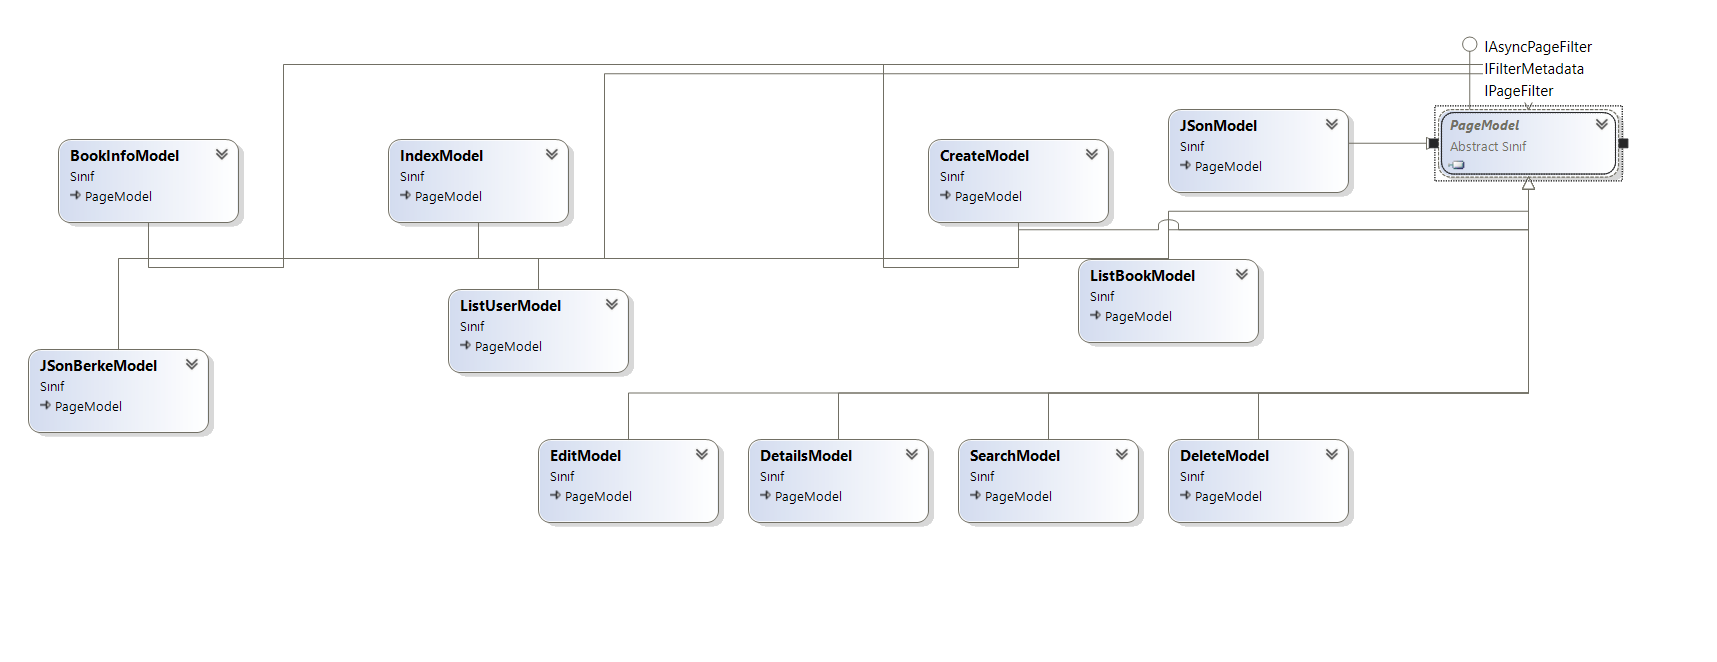 IAsyncPageFilter
IFilterMetadata
IPageFilter
BookInfoModel
Sınıf
PageModel
IndexModel
Sınıf
PageModel
CreateModel
Sınıf
PageModel
JSonModel
Sınıf
PageModel
PageModel
Abstract Sınıf
ListUserModel
Sınıf
PageModel
ListBookModel
Sınıf
PageModel
JSonBerkeModel
Sınıf
PageModel
EditModel
Sınıf
PageModel
DetailsModel
Sınıf
PageModel
SearchModel
Sınıf
PageModel
DeleteModel
Sınıf
PageModel